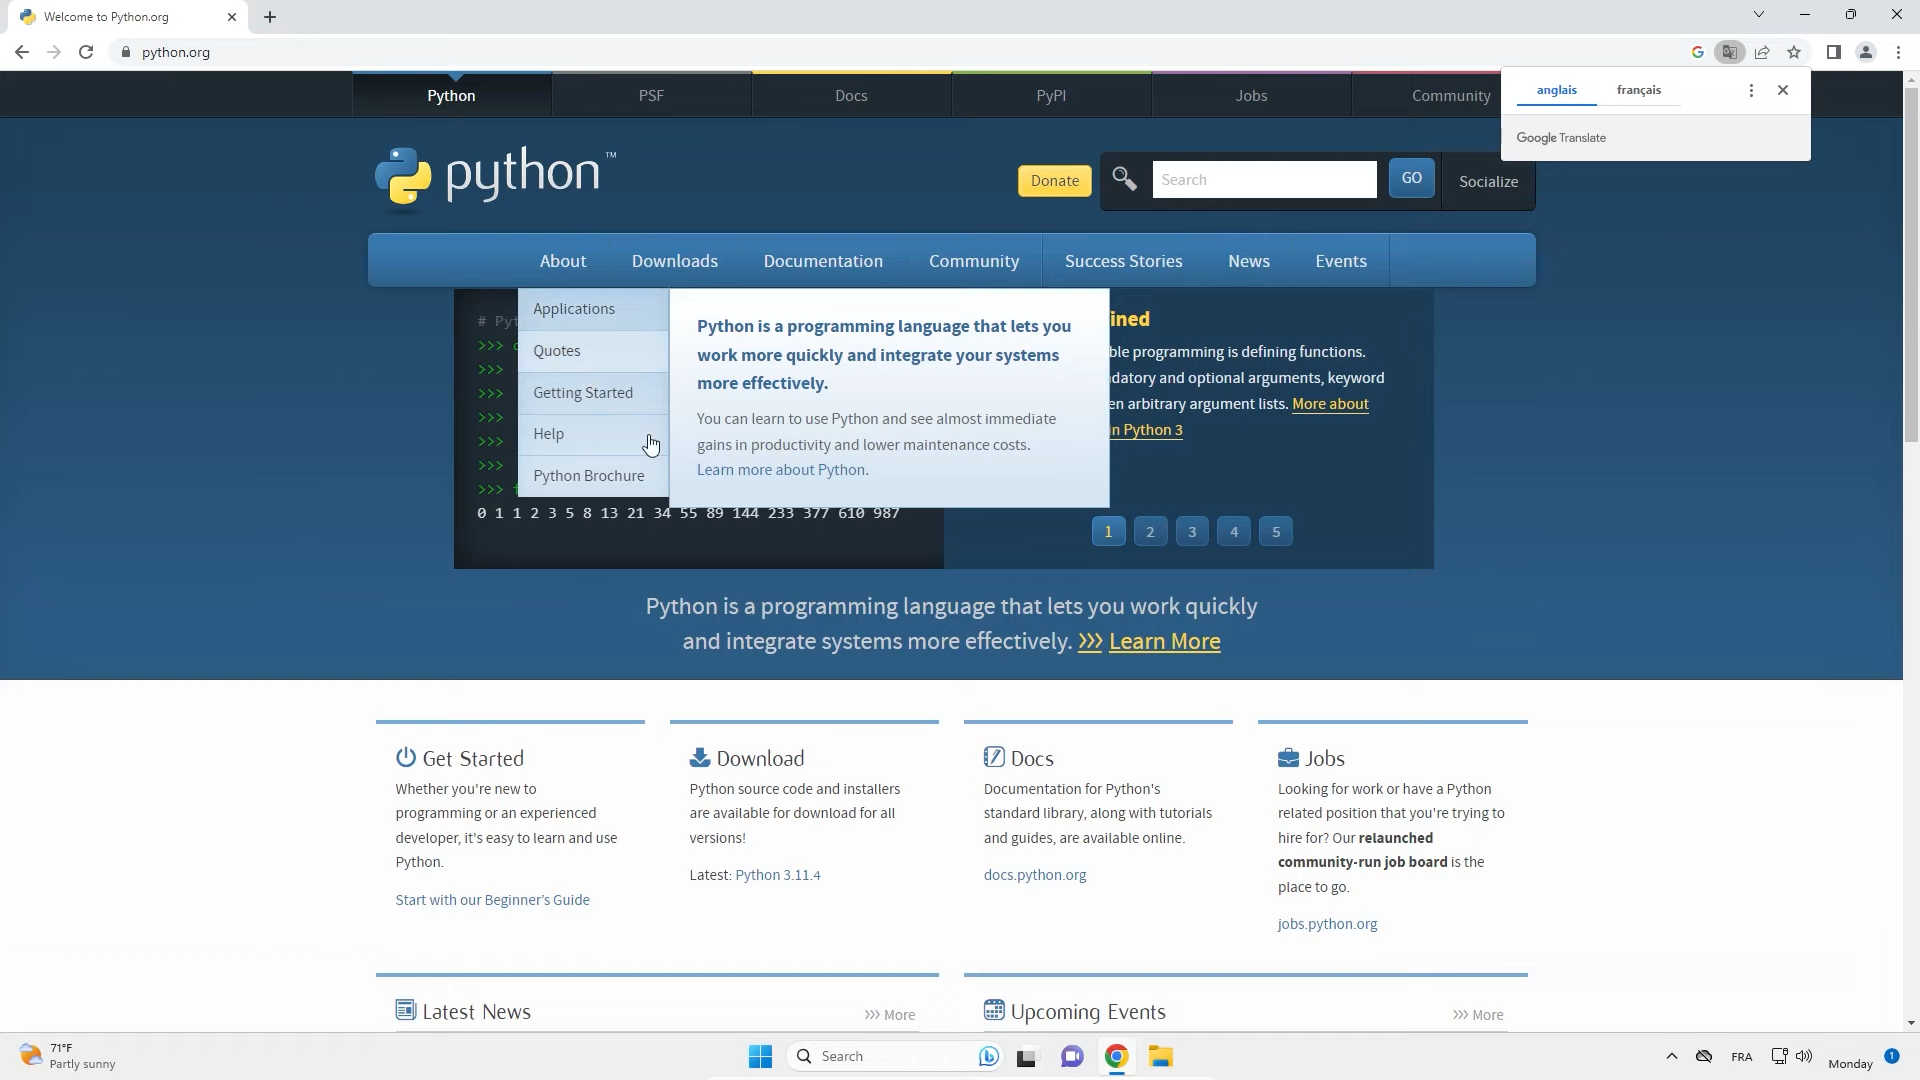 Welcome to Python.org
python.org
anglais français
Google Translate
Python PSF Docs PyPI Jobs Community
python™
Donate
Search
GO
Socialize
About Downloads Documentation Community Success Stories News Events
Applications
Quotes
Getting Started
Help
Python Brochure
Python is a programming language that lets you
work more quickly and integrate your systems
more effectively.
You can learn to use Python and see almost immediate
gains in productivity and lower maintenance costs.
Learn more about Python.
# Pyt
>>>
>>>
>>>
>>>
>>>
>>>
>>> f
0 1 1 2 3 5 8 13 21 34 55 89 144 233 377 610 987
ined
ble programming is defining functions.
datory and optional arguments, keyword
en arbitrary argument lists. More about
in Python 3
1 2 3 4 5
Python is a programming language that lets you work quickly
and integrate systems more effectively. >>> Learn More
Get Started
Whether you're new to
programming or an experienced
developer, it's easy to learn and use
Python.
Start with our Beginner’s Guide
Download
Python source code and installers
are available for download for all
versions!
Latest: Python 3.11.4
Docs
Documentation for Python's
standard library, along with tutorials
and guides, are available online.
docs.python.org
Jobs
Looking for work or have a Python
related position that you're trying to
hire for? Our relaunched
community-run job board is the
place to go.
jobs.python.org
Latest News
>>> More
Upcoming Events
>>> More
71°F
Partly sunny
Search
FRA
Monday
1